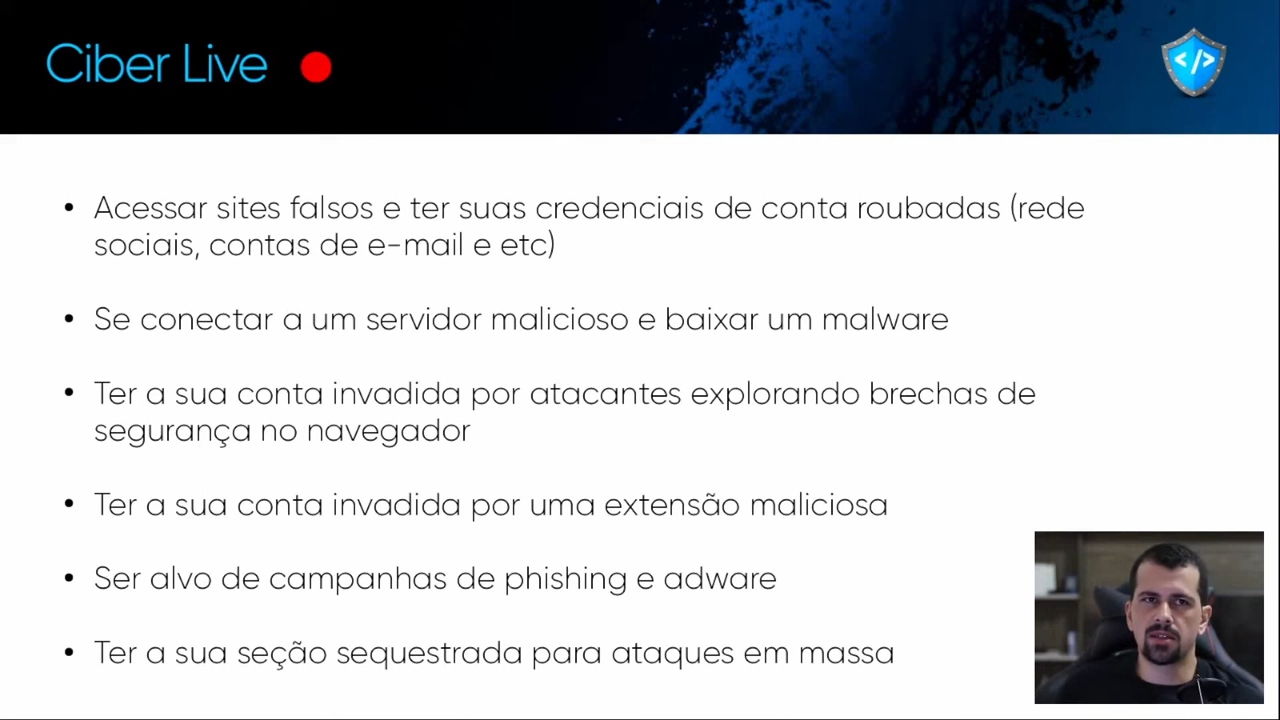 Ciber Live
</>
• Acessar sites falsos e ter suas credenciais de conta roubadas (rede
sociais, contas de e-mail e etc)
• Se conectar a um servidor malicioso e baixar um malware
• Ter a sua conta invadida por atacantes explorando brechas de
segurança no navegador
• Ter a sua conta invadida por uma extensão maliciosa
• Ser alvo de campanhas de phishing e adware
• Ter a sua seção sequestrada para ataques em massa